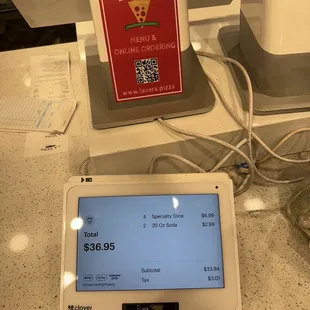 MENU &
ONLINE ORDERING
www.lavera.pizza
4 Specialty Slice $6.99
2 20 Oz Soda $2.99
Total
$36.95
Subtotal $33.94
Tax $3.01
clover